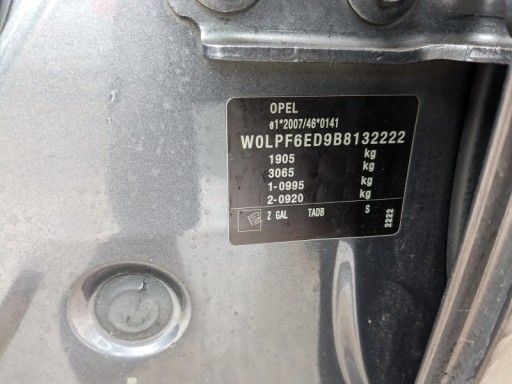 OPEL
e1*2007/46*0141
W0LPF6ED9B8132222
1905 kg
3065 kg
1-0995 kg
2-0920 kg
Z GAL TADB S
2222